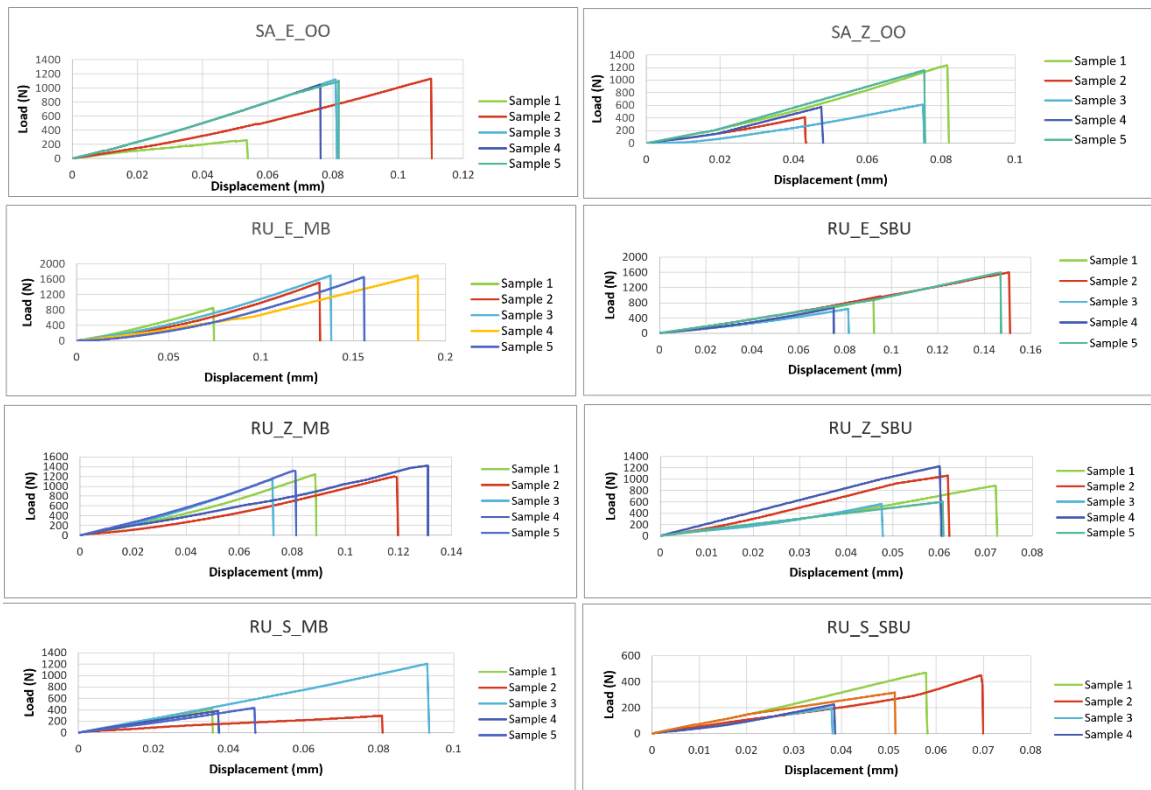 SA_E_OO
Load (N)
1400
1200
1000
800
600
400
200
0
0 0.02 0.04 0.06 0.08 0.1 0.12
Displacement (mm)
Sample 1
Sample 2
Sample 3
Sample 4
Sample 5
SA_Z_OO
Load (N)
1400
1200
1000
800
600
400
200
0
0 0.02 0.04 0.06 0.08 0.1
Displacement (mm)
Sample 1
Sample 2
Sample 3
Sample 4
Sample 5
RU_E_MB
Load (N)
2000
1600
1200
800
400
0
0 0.05 0.1 0.15 0.2
Displacement (mm)
Sample 1
Sample 2
Sample 3
Sample 4
Sample 5
RU_E_SBU
Load (N)
2000
1600
1200
800
400
0
0 0.02 0.04 0.06 0.08 0.1 0.12 0.14 0.16
Displacement (mm)
Sample 1
Sample 2
Sample 3
Sample 4
Sample 5
RU_Z_MB
Load (N)
1600
1400
1200
1000
800
600
400
200
0
0 0.02 0.04 0.06 0.08 0.1 0.12 0.14
Displacement (mm)
Sample 1
Sample 2
Sample 3
Sample 4
Sample 5
RU_Z_SBU
Load (N)
1400
1200
1000
800
600
400
200
0
0 0.01 0.02 0.03 0.04 0.05 0.06 0.07 0.08
Displacement (mm)
Sample 1
Sample 2
Sample 3
Sample 4
Sample 5
RU_S_MB
Load (N)
1400
1200
1000
800
600
400
200
0
0 0.02 0.04 0.06 0.08 0.1
Displacement (mm)
Sample 1
Sample 2
Sample 3
Sample 4
Sample 5
RU_S_SBU
Load (N)
600
400
200
0
0 0.01 0.02 0.03 0.04 0.05 0.06 0.07 0.08
Displacement (mm)
Sample 1
Sample 2
Sample 3
Sample 4